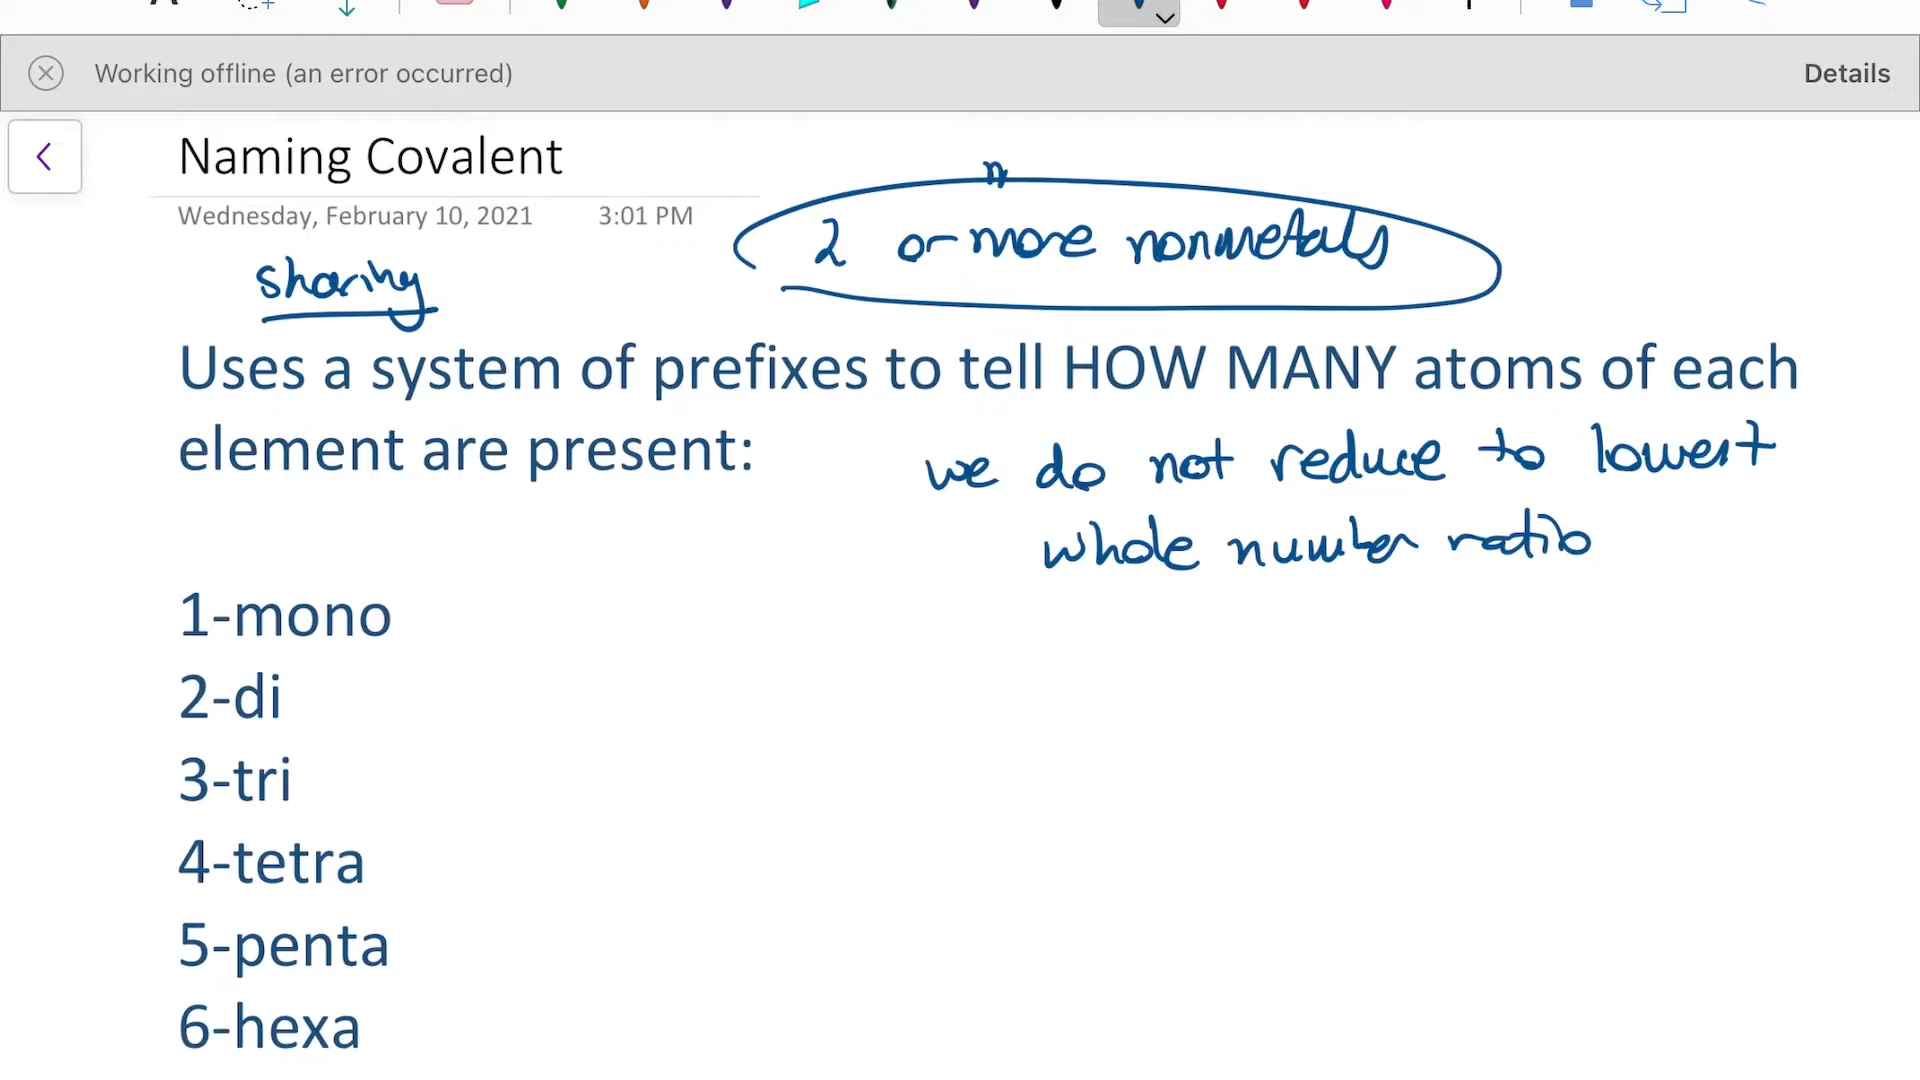 Working offline (an error occurred) Details
Naming Covalent
Wednesday, February 10, 2021 3:01 PM
2 or more nonmetals
sharing
Uses a system of prefixes to tell HOW MANY atoms of each
element are present:
we do not reduce to lowest
whole number ratio
1-mono
2-di
3-tri
4-tetra
5-penta
6-hexa